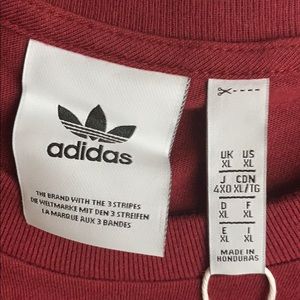 adidas
THE BRAND WITH THE 3 STRIPES
DIE WELTMARKE MIT DEN 3 STREIFEN
LA MARQUE AUX 3 BANDES
UK US
XL XL
J CDN
4XO XL/TG
D F
XL XL
E I
XL XL
MADE IN
HONDURAS